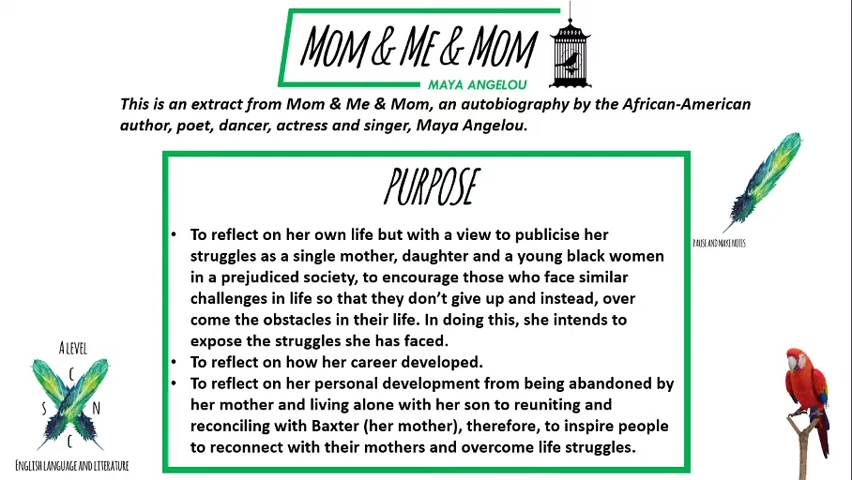 MOM & ME & MOM
MAYA ANGELOU
This is an extract from Mom & Me & Mom, an autobiography by the African-American
author, poet, dancer, actress and singer, Maya Angelou.
PURPOSE
• To reflect on her own life but with a view to publicise her
struggles as a single mother, daughter and a young black women
in a prejudiced society, to encourage those who face similar
challenges in life so that they don't give up and instead, over
come the obstacles in their life. In doing this, she intends to
expose the struggles she has faced.
• To reflect on how her career developed.
• To reflect on her personal development from being abandoned by
her mother and living alone with her son to reuniting and
reconciling with Baxter (her mother), therefore, to inspire people
to reconnect with their mothers and overcome life struggles.
PAUSE AND MAKE NOTES
A LEVEL
C
S N
C
ENGLISH LANGUAGE AND LITERATURE